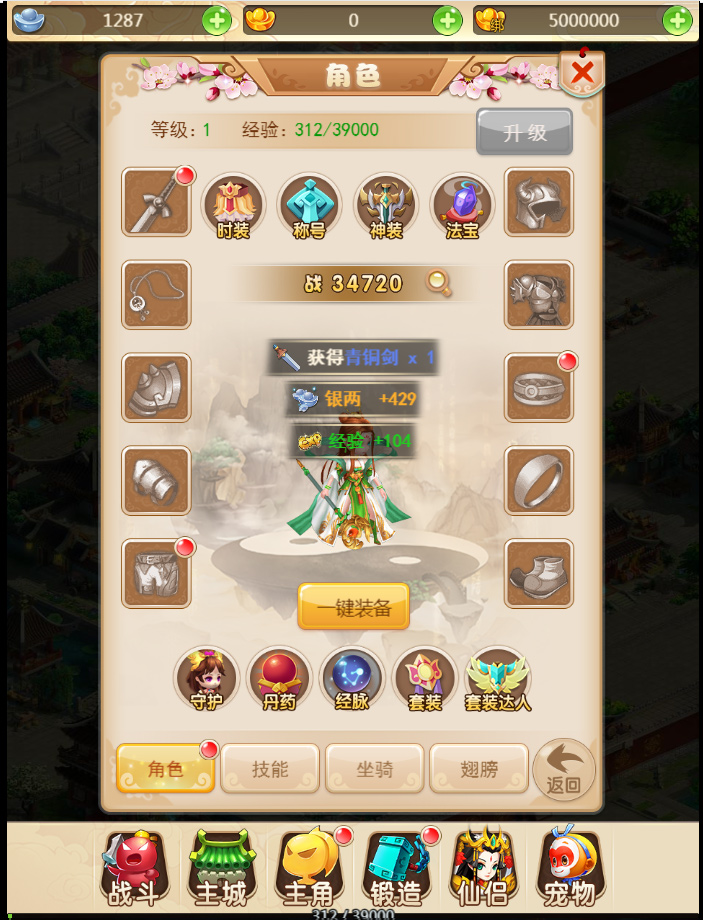 1287
0
绑
5000000
角色
等级：1 经验：312/39000
升级
时装
称号
神装
法宝
战 34720
获得青铜剑 x 1
银两 +429
经验 +104
一键装备
守护
丹药
经脉
套装
套装达人
角色
技能
坐骑
翅膀
返回
战斗
主城
主角
锻造
仙侣
宠物
312/39000